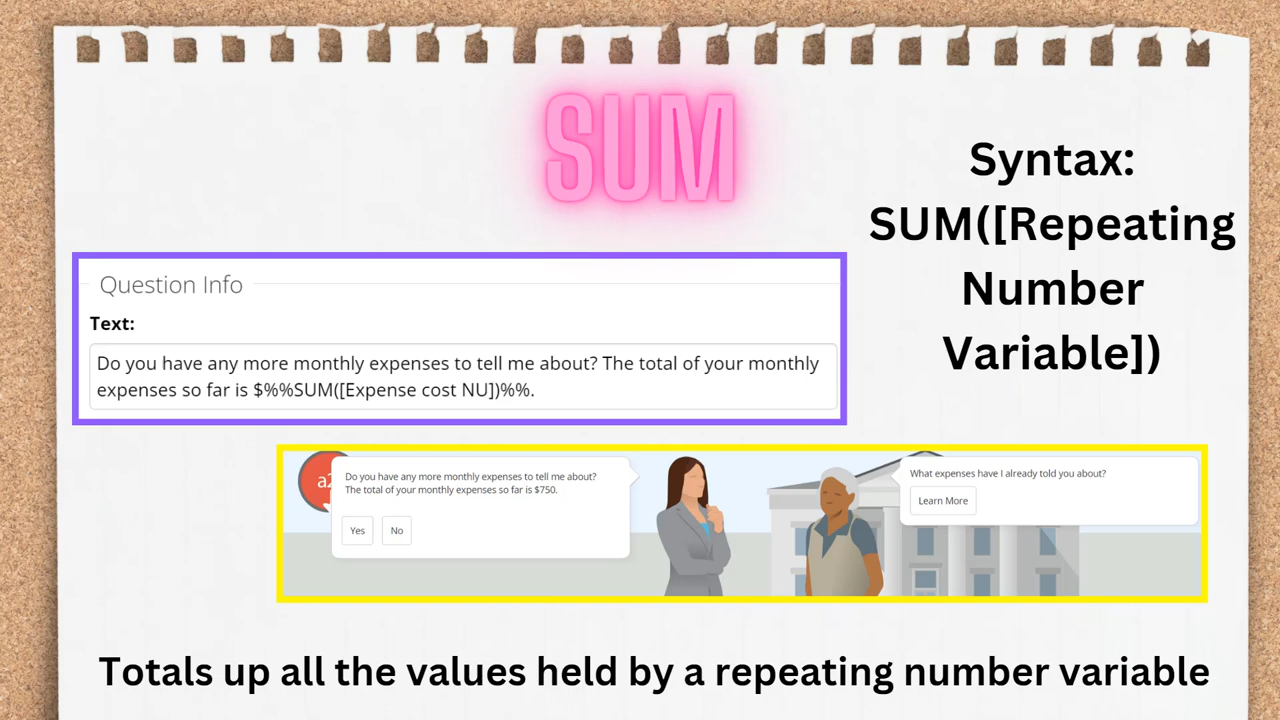 SUM
Syntax:
SUM([Repeating
Number
Variable])
Question Info
Text:
Do you have any more monthly expenses to tell me about? The total of your monthly
expenses so far is $%%SUM([Expense cost NU])%%.
Do you have any more monthly expenses to tell me about?
The total of your monthly expenses so far is $750.
Yes No
What expenses have I already told you about?
Learn More
Totals up all the values held by a repeating number variable